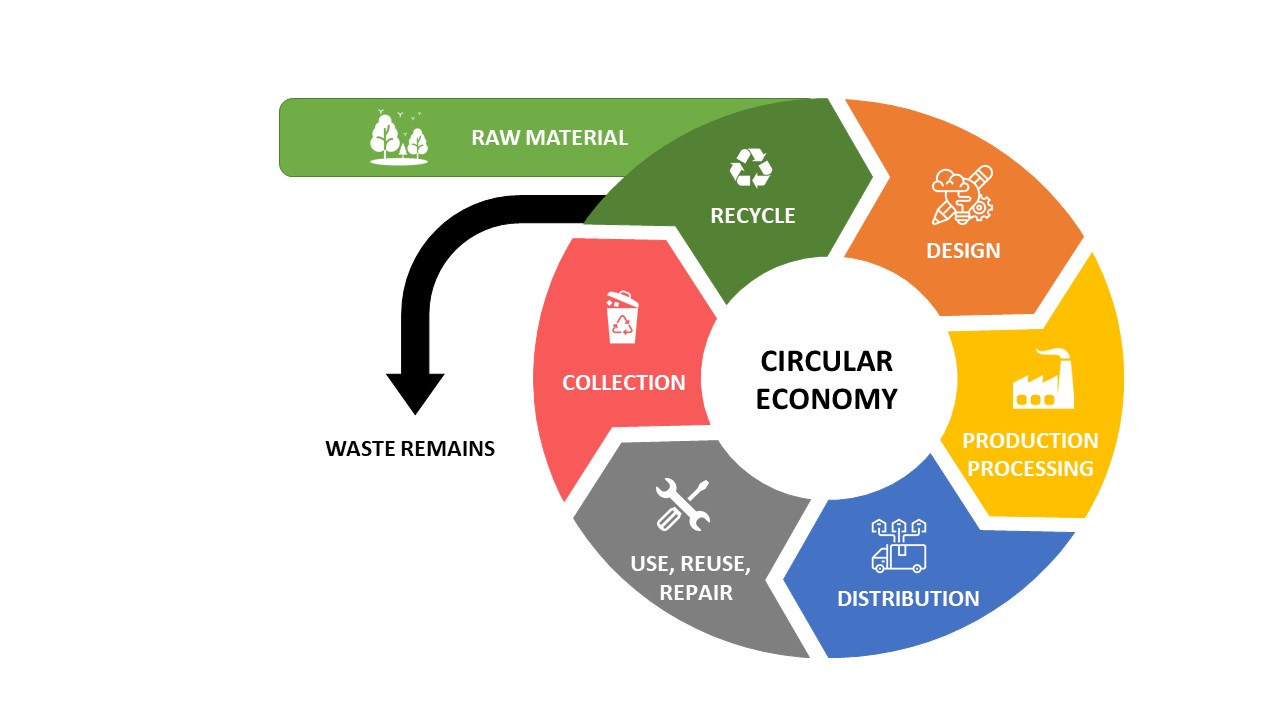 RAW MATERIAL
RECYCLE
DESIGN
PRODUCTION
PROCESSING
DISTRIBUTION
USE, REUSE,
REPAIR
COLLECTION
CIRCULAR
ECONOMY
WASTE REMAINS